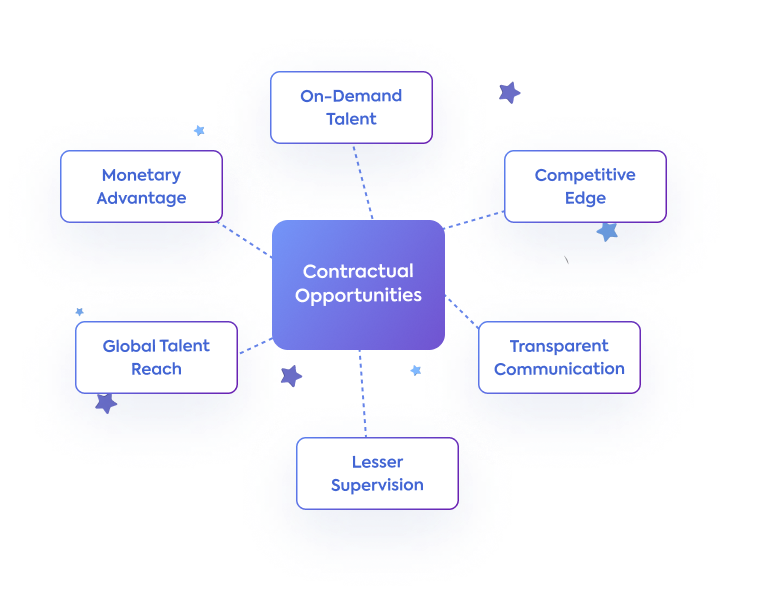 On-Demand
Talent
Monetary
Advantage
Competitive
Edge
Contractual
Opportunities
Global Talent
Reach
Transparent
Communication
Lesser
Supervision